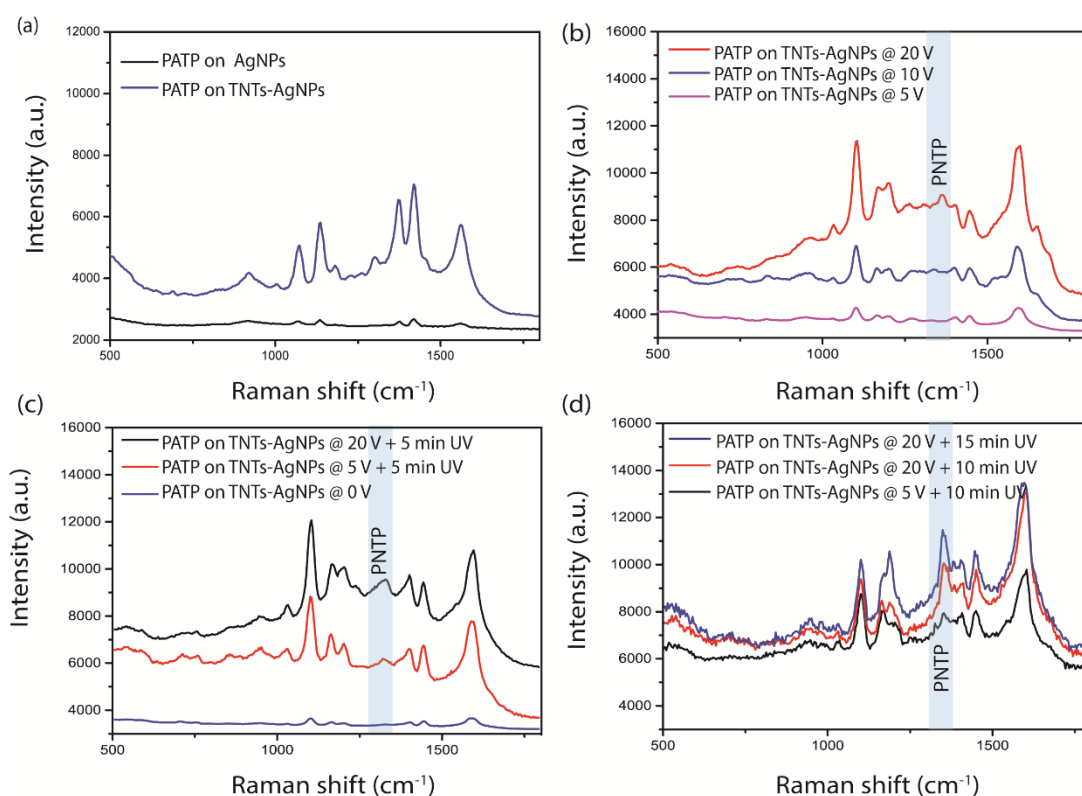 (a)
12000
10000
8000
6000
4000
2000
Intensity (a.u.)
PATP on AgNPs
PATP on TNTs-AgNPs
500
1000
1500
Raman shift (cm-1)
(b)
16000
14000
12000
10000
8000
6000
4000
Intensity (a.u.)
PATP on TNTs-AgNPs @ 20 V
PATP on TNTs-AgNPs @ 10 V
PATP on TNTs-AgNPs @ 5 V
PNTP
500
1000
1500
Raman shift (cm-1)
(c)
16000
14000
12000
10000
8000
6000
4000
Intensity (a.u.)
PATP on TNTs-AgNPs @ 20 V + 5 min UV
PATP on TNTs-AgNPs @ 5 V + 5 min UV
PATP on TNTs-AgNPs @ 0 V
PNTP
500
1000
1500
Raman shift (cm-1)
(d)
16000
14000
12000
10000
8000
6000
4000
Intensity (a.u.)
PATP on TNTs-AgNPs @ 20 V + 15 min UV
PATP on TNTs-AgNPs @ 20 V + 10 min UV
PATP on TNTs-AgNPs @ 5 V + 10 min UV
PNTP
500
1000
1500
Raman shift (cm-1)